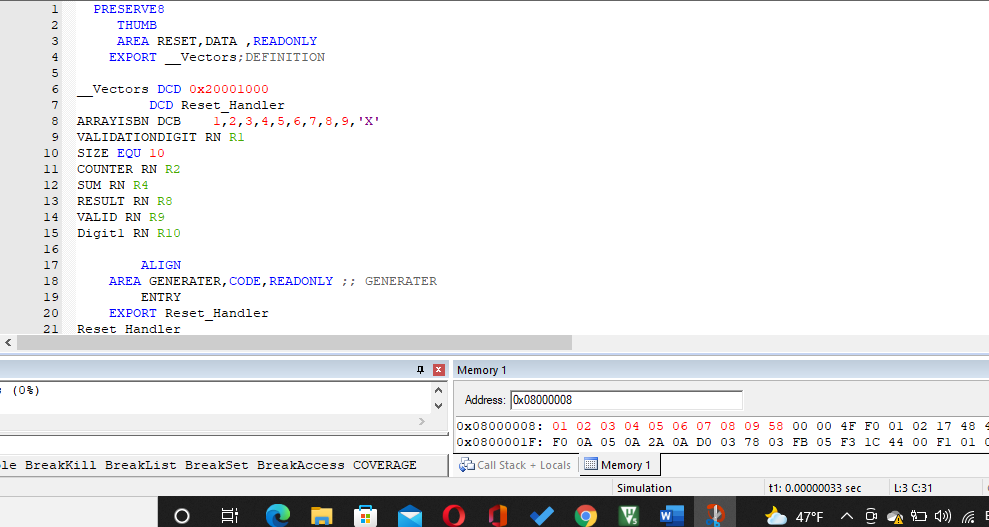 1 PRESERVE8
2 THUMB
3 AREA RESET,DATA ,READONLY
4 EXPORT __Vectors;DEFINITION
5
6 __Vectors DCD 0x20001000
7 DCD Reset_Handler
8 ARRAYISBN DCB 1,2,3,4,5,6,7,8,9,'X'
9 VALIDATIONDIGIT RN R1
10 SIZE EQU 10
11 COUNTER RN R2
12 SUM RN R4
13 RESULT RN R8
14 VALID RN R9
15 Digit1 RN R10
16
17 ALIGN
18 AREA GENERATER,CODE,READONLY ;; GENERATER
19 ENTRY
20 EXPORT Reset_Handler
21 Reset_Handler
(0%)
Memory 1
Address: 0x08000008
0x08000008: 01 02 03 04 05 06 07 08 09 58 00 00 4F F0 01 02 17 48 4
0x0800001F: F0 0A 05 0A 2A 0A D0 03 78 03 FB 05 F3 1C 44 00 F1 01 0
le BreakKill BreakList BreakSet BreakAccess COVERAGE
Call Stack + Locals Memory 1
Simulation t1: 0.00000033 sec L:3 C:31
47°F